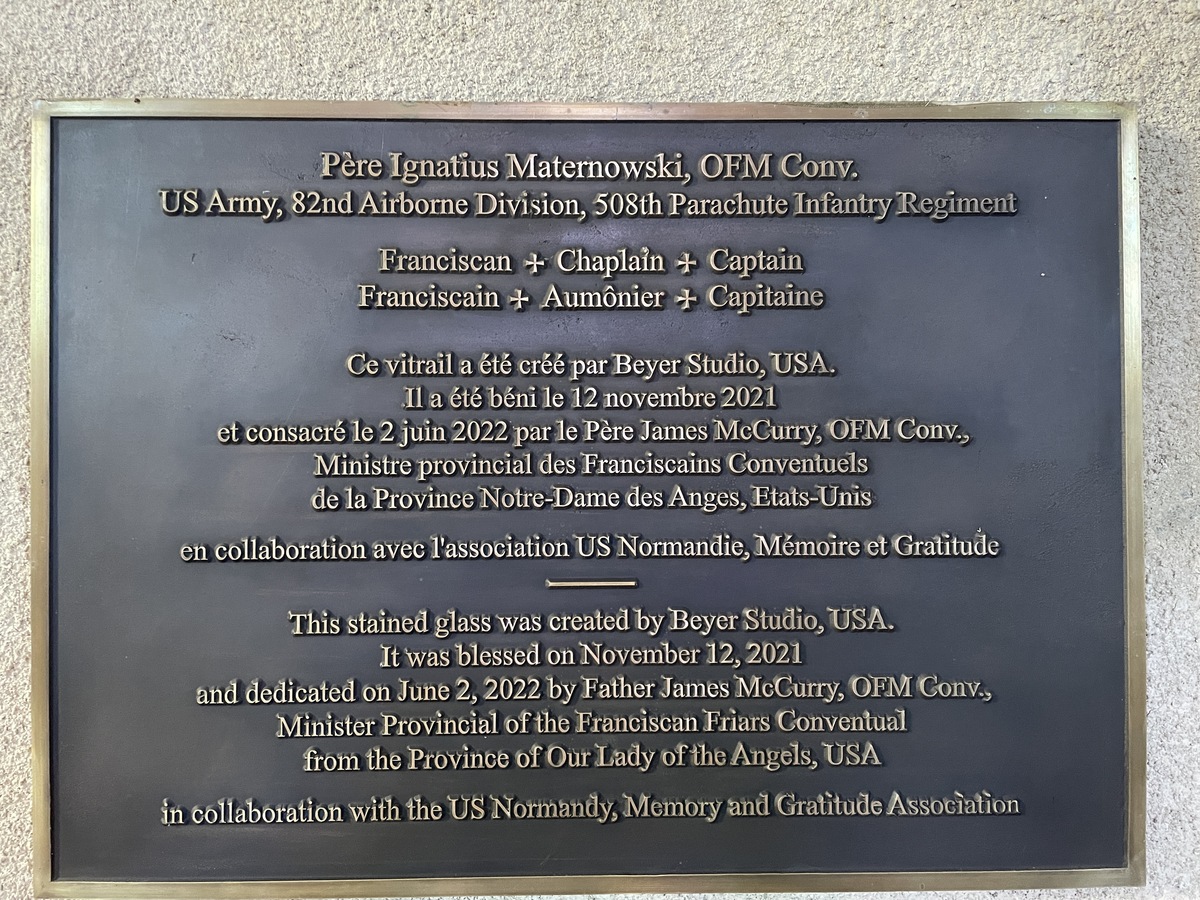 Père Ignatius Maternowski, OFM Conv.
US Army, 82nd Airborne Division, 508th Parachute Infantry Regiment
Franciscan ✠ Chaplain ✠ Captain
Franciscain ✠ Aumônier ✠ Capitaine
Ce vitrail a été créé par Beyer Studio, USA.
Il a été béni le 12 novembre 2021
et consacré le 2 juin 2022 par le Père James McCurry, OFM Conv.,
Ministre provincial des Franciscains Conventuels
de la Province Notre-Dame des Anges, Etats-Unis
en collaboration avec l'association US Normandie, Mémoire et Gratitude
This stained glass was created by Beyer Studio, USA.
It was blessed on November 12, 2021
and dedicated on June 2, 2022 by Father James McCurry, OFM Conv.,
Minister Provincial of the Franciscan Friars Conventual
from the Province of Our Lady of the Angels, USA
in collaboration with the US Normandy, Memory and Gratitude Association